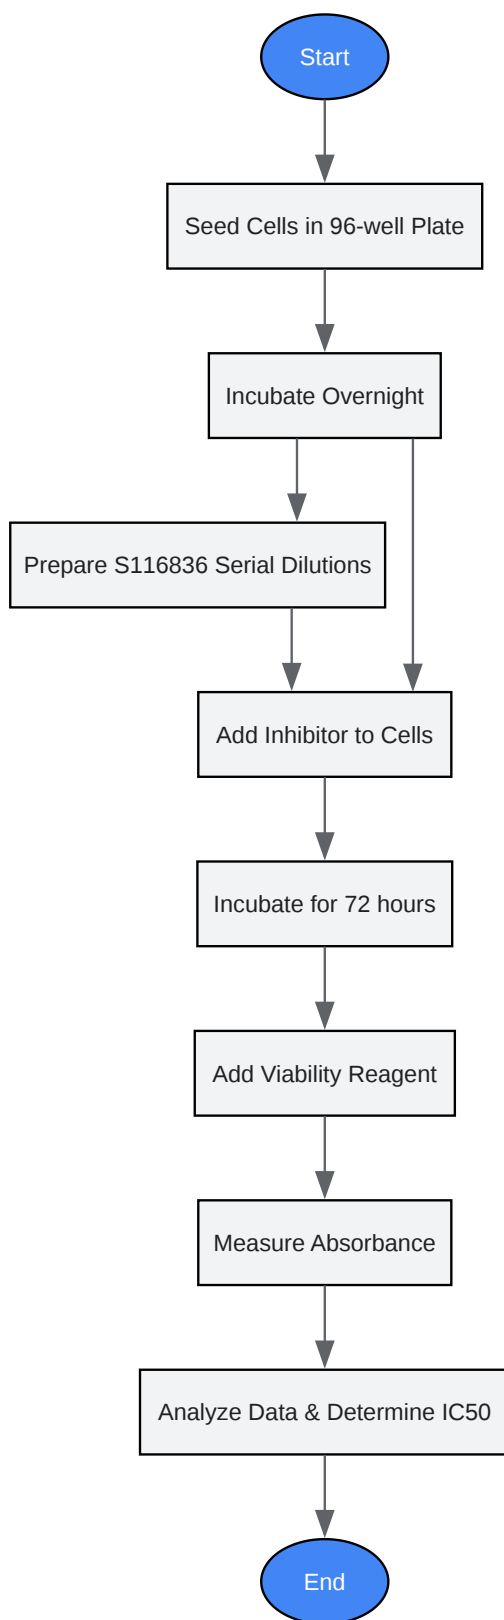 Start
Seed Cells in 96-well Plate
Incubate Overnight
Prepare S116836 Serial Dilutions
Add Inhibitor to Cells
Incubate for 72 hours
Add Viability Reagent
Measure Absorbance
Analyze Data & Determine IC50
End